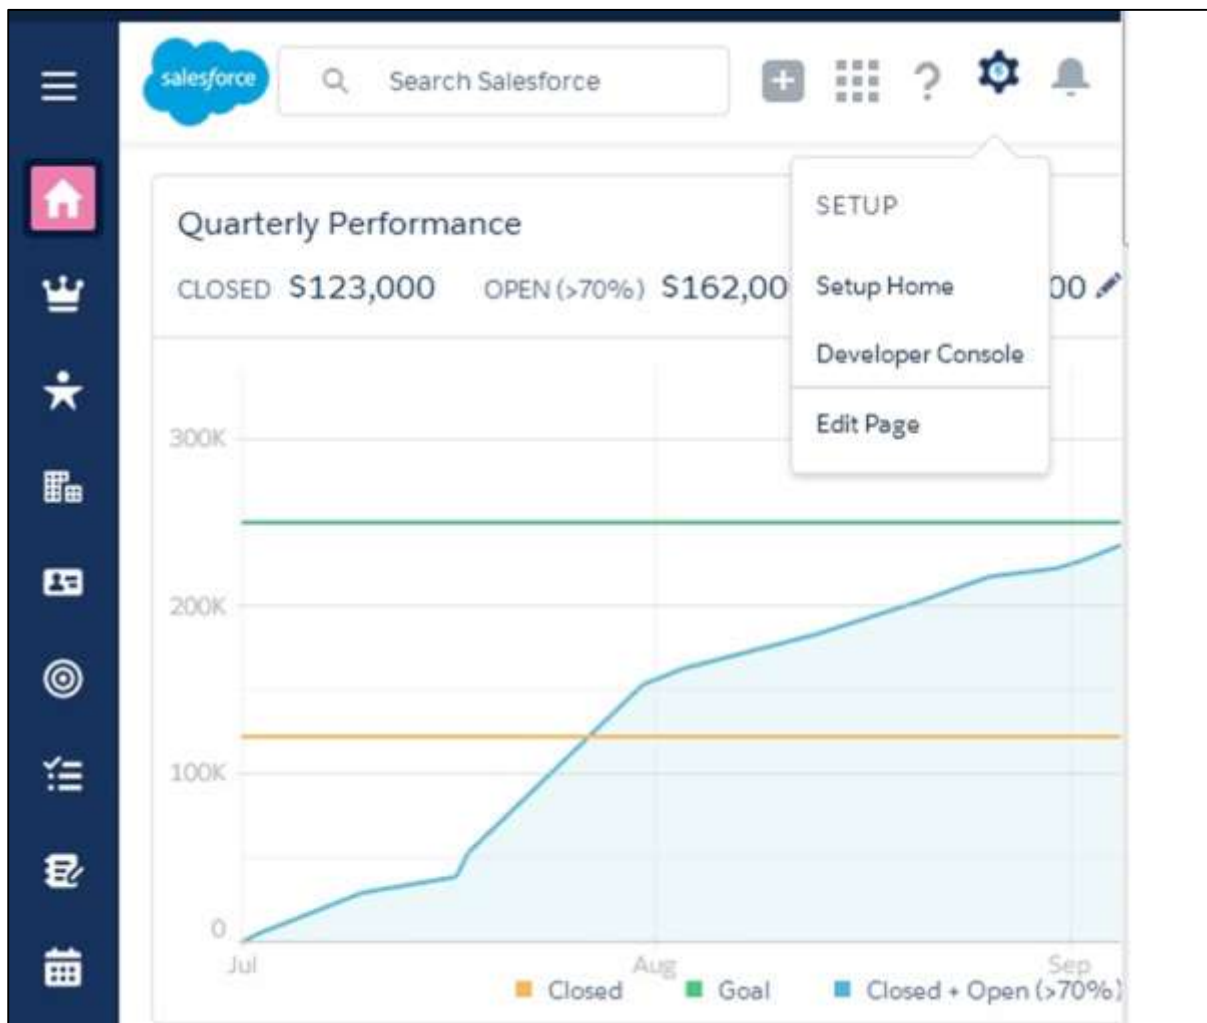 salesforce
Search Salesforce
?
SETUP
Quarterly Performance
CLOSED $123,000 OPEN (>70%) $162,00
00
Setup Home
Developer Console
Edit Page
300K
200K
100K
0
Jul Aug Sep
Closed Goal Closed + Open (>70%)